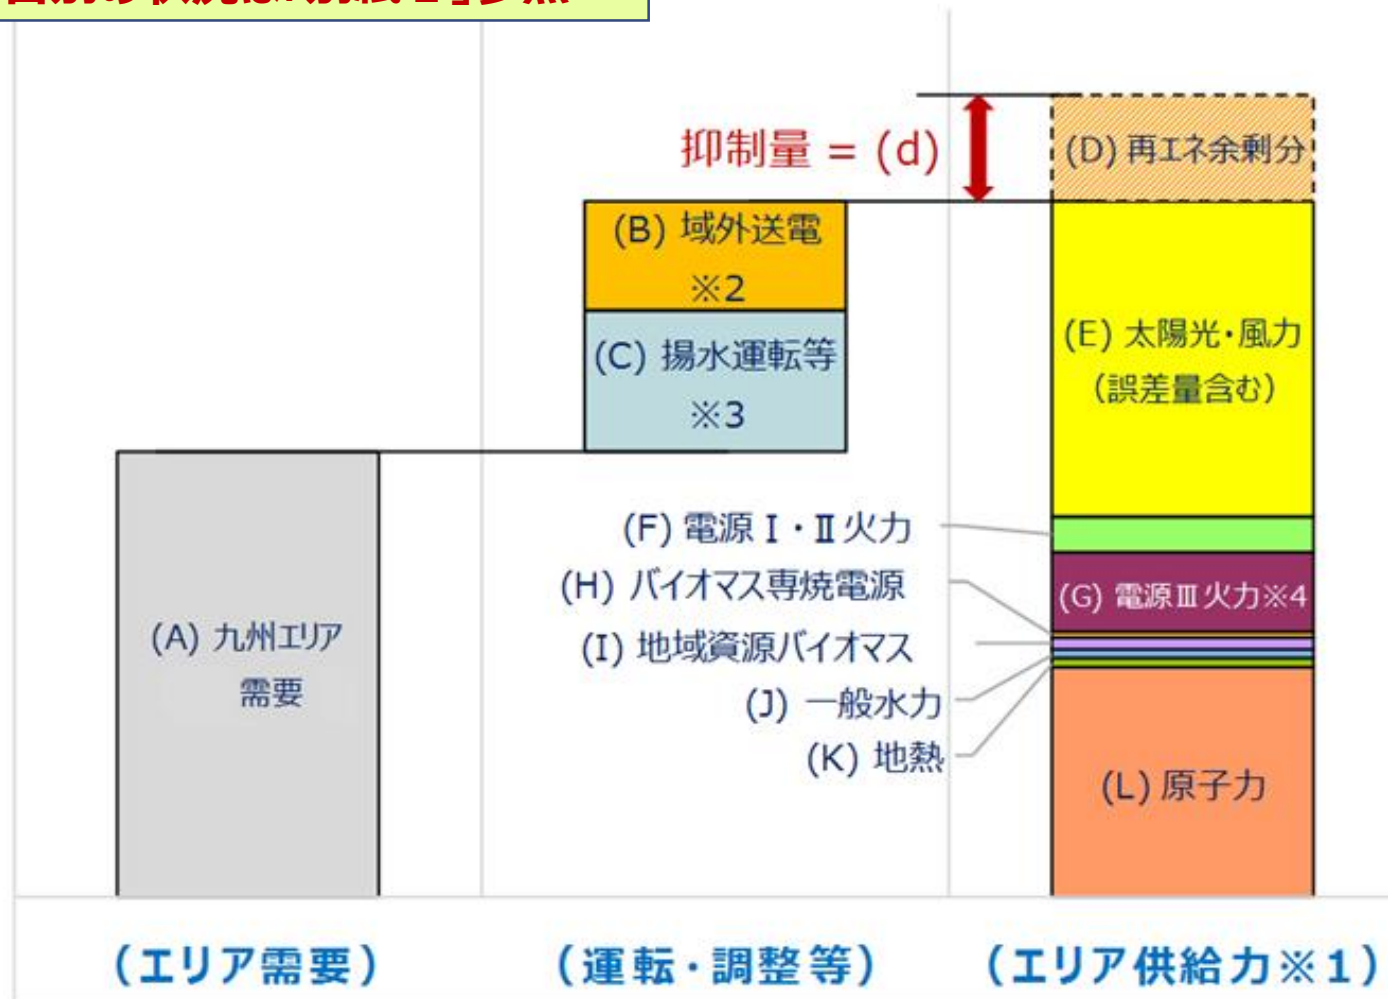 抑制量 = (d)
(D) 再エネ余剰分
(B) 域外送電
※2
(C) 揚水運転等
※3
(E) 太陽光・風力
(誤差量含む)
(F) 電源Ⅰ・Ⅱ火力
(G) 電源Ⅲ火力※4
(H) バイオマス専焼電源
(I) 地域資源バイオマス
(J) 一般水力
(K) 地熱
(A) 九州エリア
需要
(L) 原子力
(エリア需要)
(運転・調整等)
(エリア供給力※1)